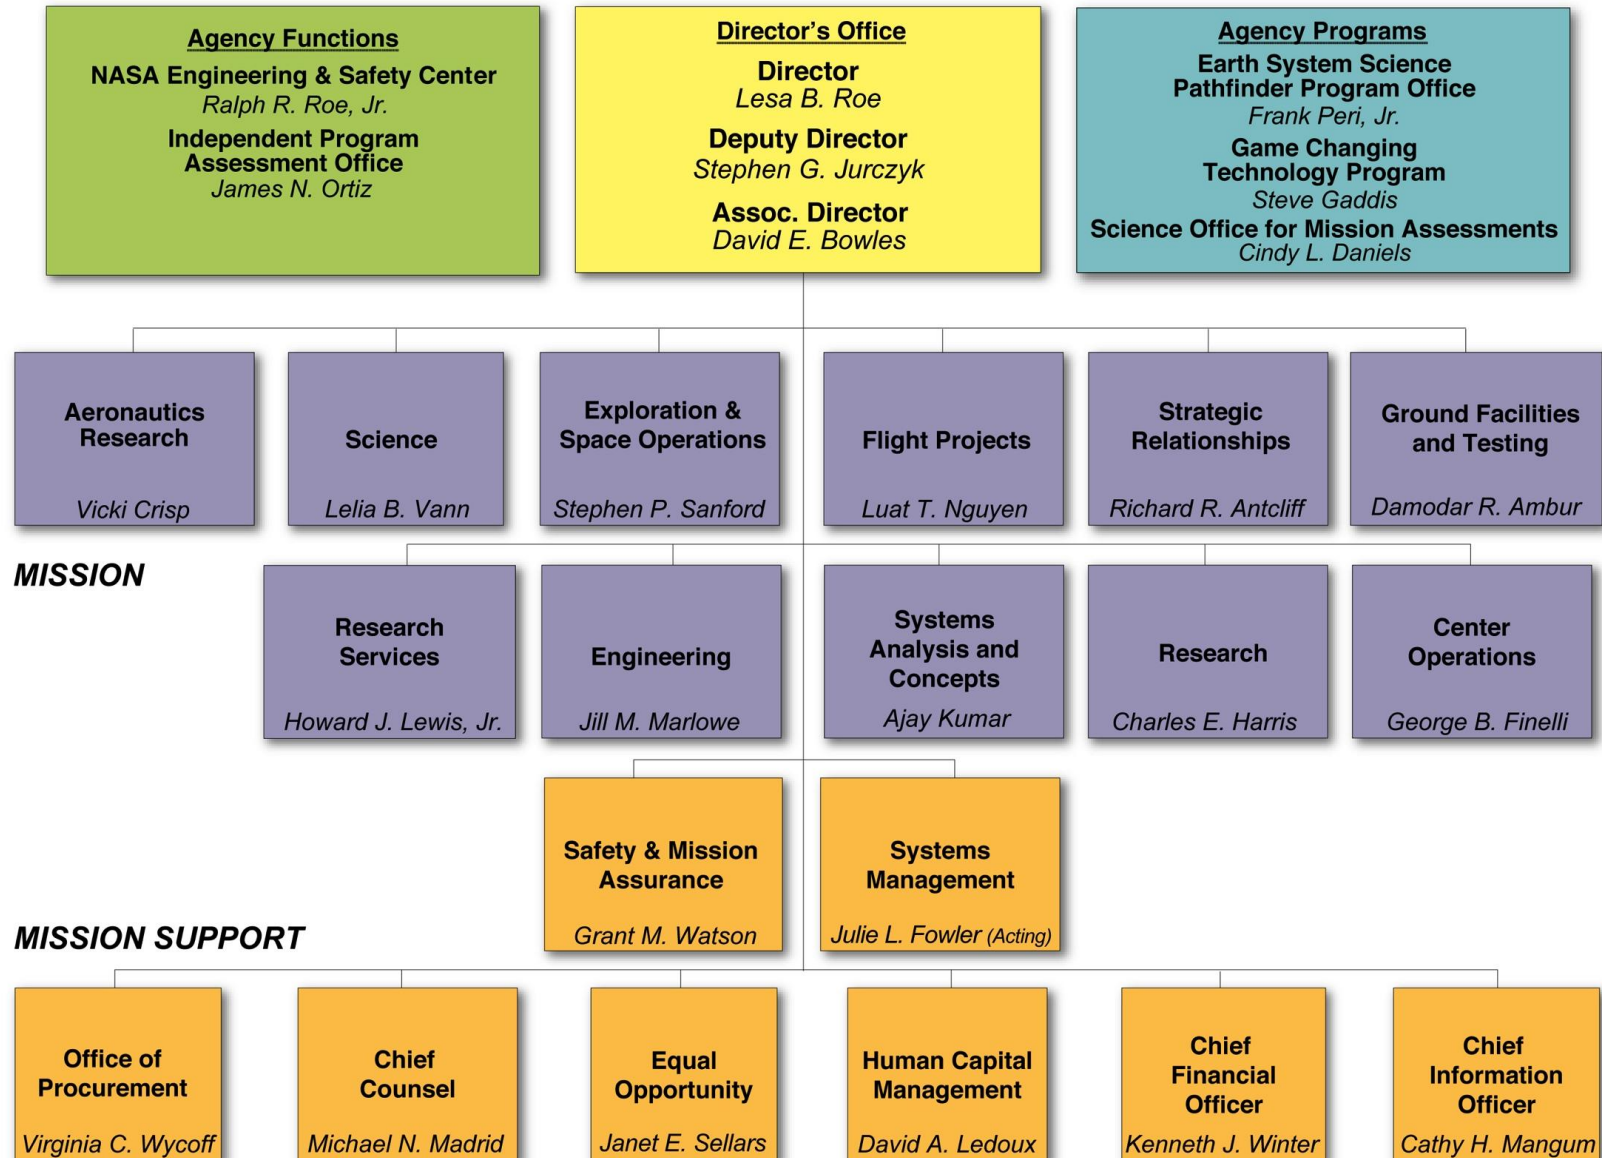 Agency Functions
NASA Engineering & Safety Center
Ralph R. Roe, Jr.
Independent Program
Assessment Office
James N. Ortiz
Director's Office
Director
Lesa B. Roe
Deputy Director
Stephen G. Jurczyk
Assoc. Director
David E. Bowles
Agency Programs
Earth System Science
Pathfinder Program Office
Frank Peri, Jr.
Game Changing
Technology Program
Steve Gaddis
Science Office for Mission Assessments
Cindy L. Daniels
Aeronautics
Research
Vicki Crisp
Science
Lelia B. Vann
Exploration &
Space Operations
Stephen P. Sanford
Flight Projects
Luat T. Nguyen
Strategic
Relationships
Richard R. Antcliff
Ground Facilities
and Testing
Damodar R. Ambur
MISSION
Research
Services
Howard J. Lewis, Jr.
Engineering
Jill M. Marlowe
Systems
Analysis and
Concepts
Ajay Kumar
Research
Charles E. Harris
Center
Operations
George B. Finelli
Safety & Mission
Assurance
Grant M. Watson
Systems
Management
Julie L. Fowler (Acting)
MISSION SUPPORT
Office of
Procurement
Virginia C. Wycoff
Chief
Counsel
Michael N. Madrid
Equal
Opportunity
Janet E. Sellars
Human Capital
Management
David A. Ledoux
Chief
Financial
Officer
Kenneth J. Winter
Chief
Information
Officer
Cathy H. Mangum